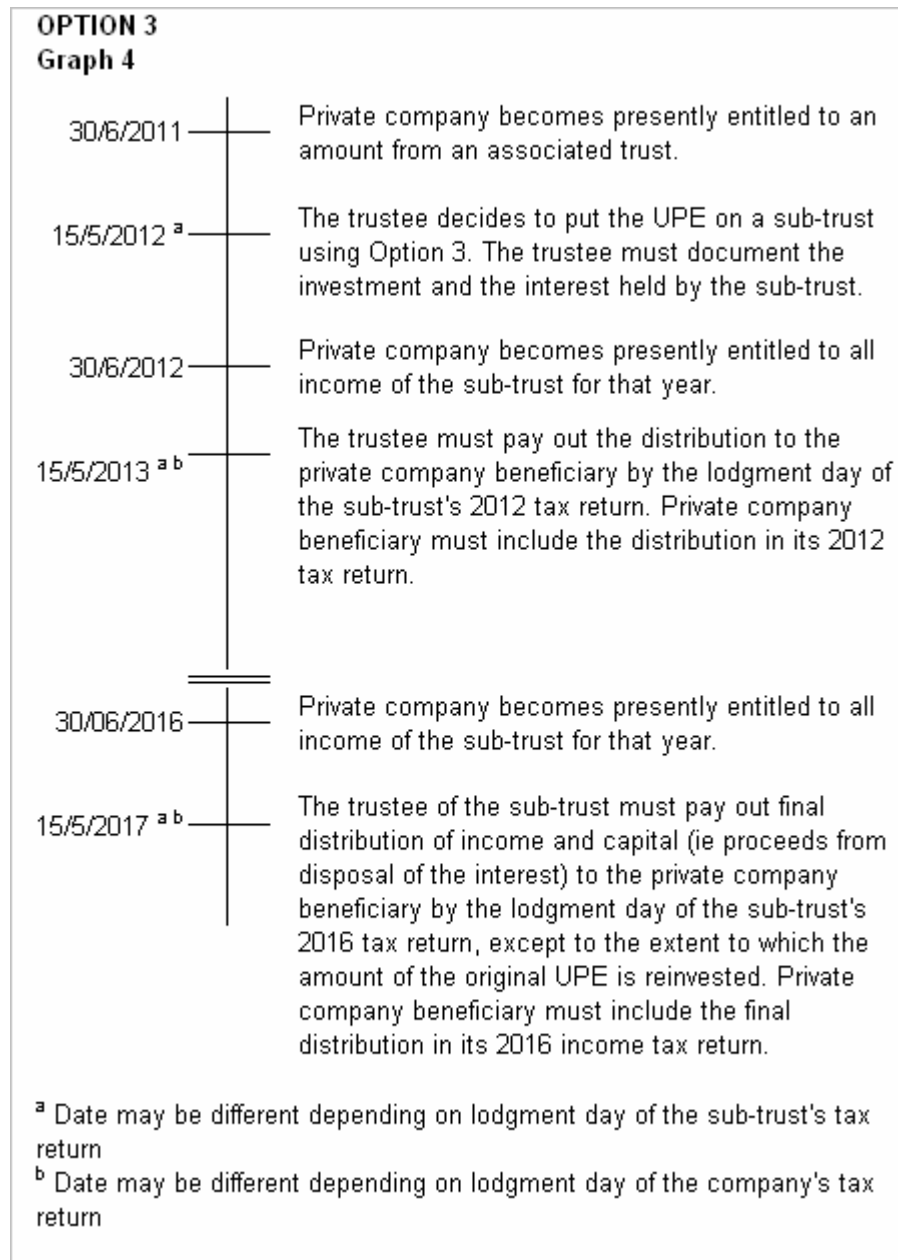 OPTION 3
Graph 4
30/6/2011
Private company becomes presently entitled to an
amount from an associated trust.
15/5/2012 a
The trustee decides to put the UPE on a sub-trust
using Option 3. The trustee must document the
investment and the interest held by the sub-trust.
30/6/2012
Private company becomes presently entitled to all
income of the sub-trust for that year.
15/5/2013 a b
The trustee must pay out the distribution to the
private company beneficiary by the lodgment day of
the sub-trust's 2012 tax return. Private company
beneficiary must include the distribution in its 2012
tax return.
30/06/2016
Private company becomes presently entitled to all
income of the sub-trust for that year.
15/5/2017 a b
The trustee of the sub-trust must pay out final
distribution of income and capital (ie proceeds from
disposal of the interest) to the private company
beneficiary by the lodgment day of the sub-trust's
2016 tax return, except to the extent to which the
amount of the original UPE is reinvested. Private
company beneficiary must include the final
distribution in its 2016 income tax return.
a Date may be different depending on lodgment day of the sub-trust's tax
return
b Date may be different depending on lodgment day of the company's tax
return